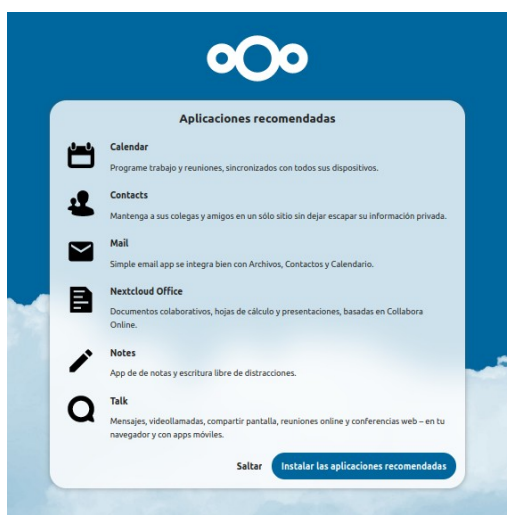 Aplicaciones recomendadas
Calendar
Programe trabajo y reuniones, sincronizados con todos sus dispositivos.
Contacts
Mantenga a sus colegas y amigos en un sólo sitio sin dejar escapar su información privada.
Mail
Simple email app se integra bien con Archivos, Contactos y Calendario.
Nextcloud Office
Documentos colaborativos, hojas de cálculo y presentaciones, basadas en Collabora
Online.
Notes
App de de notas y escritura libre de distracciones.
Talk
Mensajes, videollamadas, compartir pantalla, reuniones online y conferencias web – en tu
navegador y con apps móviles.
Saltar Instalar las aplicaciones recomendadas